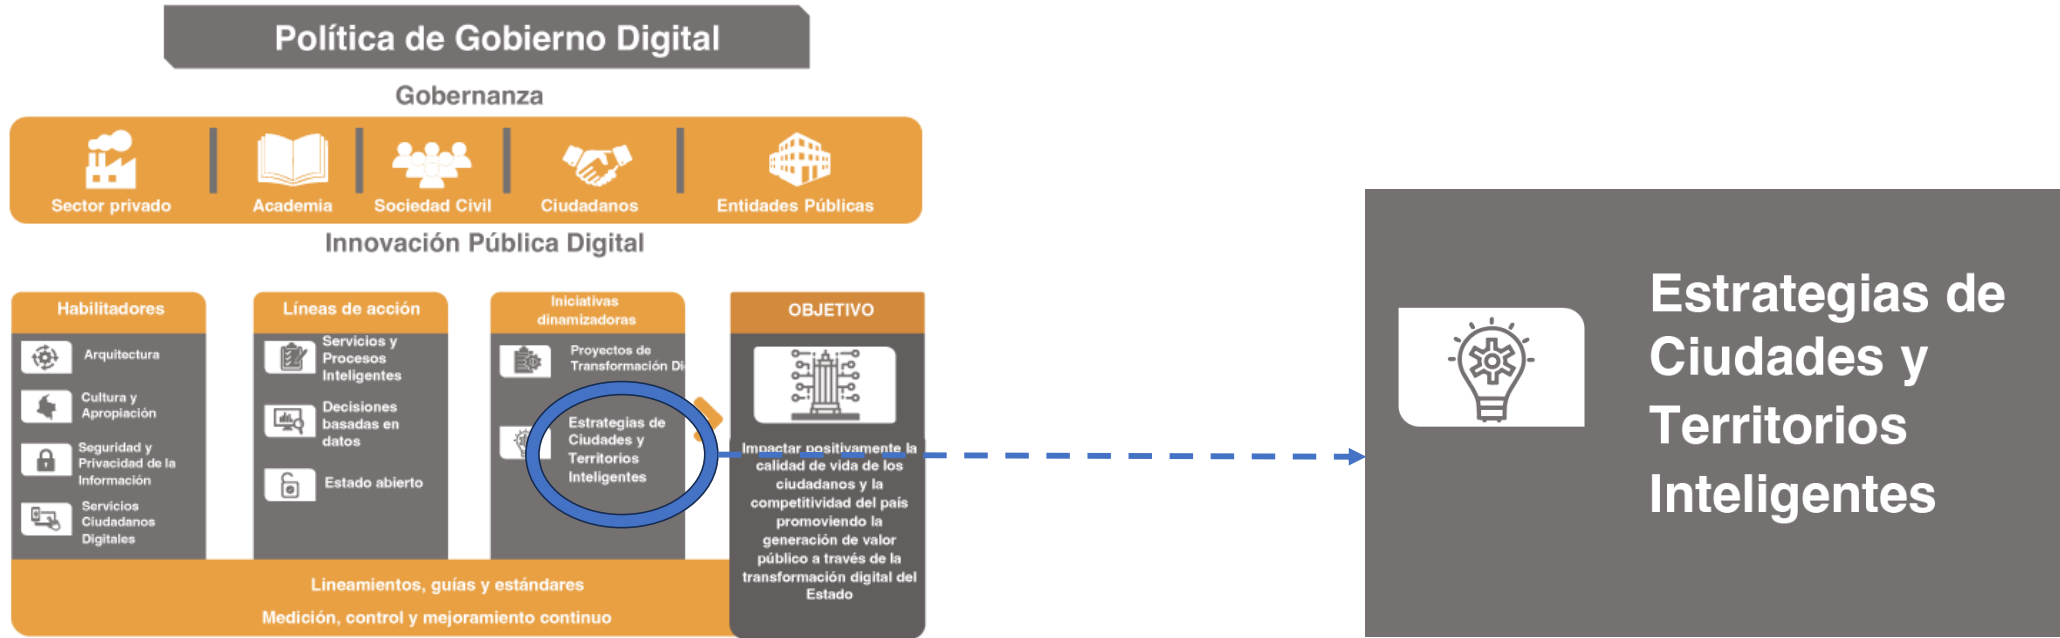 Política de Gobierno Digital
Gobernanza
Sector privado
Academia
Sociedad Civil
Ciudadanos
Entidades Públicas
Innovación Pública Digital
Habilitadores
Arquitectura
Cultura y
Apropiación
Seguridad y
Privacidad de la
Información
Servicios
Ciudadanos
Digitales
Líneas de acción
Servicios y
Procesos
Inteligentes
Decisiones
basadas en
datos
Estado abierto
Iniciativas
dinamizadoras
Proyectos de
Transformación Di
Estrategias de
Ciudades y
Territorios
Inteligentes
OBJETIVO
Impactar positivamente la
calidad de vida de los
ciudadanos y la
competitividad del país
promoviendo la
generación de valor
público a través de la
transformación digital del
Estado
Lineamientos, guías y estándares
Medición, control y mejoramiento continuo
Estrategias de
Ciudades y
Territorios
Inteligentes